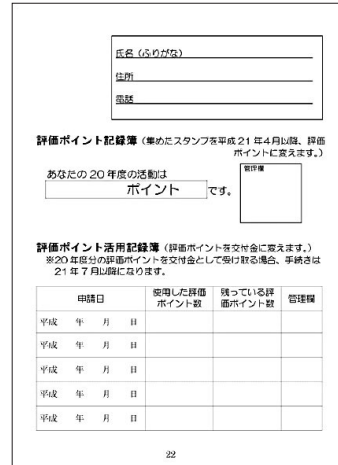 氏名（ふりがな）
住所
電話
評価ポイント記録簿（集めたスタンプを平成21年4月以降、評価
ポイントに変えます。）
あなたの20年度の活動は
ポイント です。
管理欄
評価ポイント活用記録簿（評価ポイントを交付金に変えます。）
※20年度分の評価ポイントを交付金として受け取る場合、手続きは
21年7月以降になります。
申請日 使用した評価ポイント数 残っている評価ポイント数 管理欄
平成 年 月 日
平成 年 月 日
平成 年 月 日
平成 年 月 日
平成 年 月 日
22